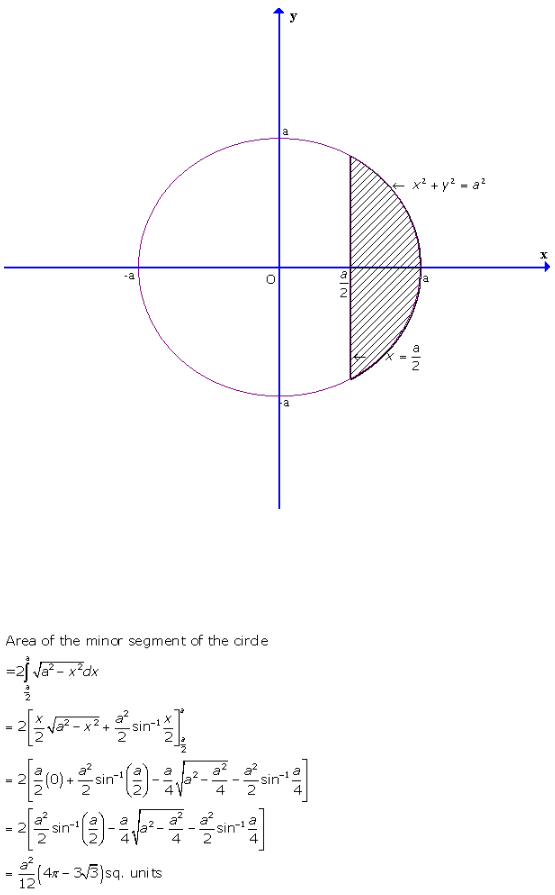 y
a
← x² + y² = a²
x
-a
O
a/2
a
← x = a/2
-a
Area of the minor segment of the circle
=2∫_{a/2}^{a} √(a² − x²) dx
= 2[x/2 √(a² − x²) + a²/2 sin⁻¹ x/2]_{a/2}^{a}
= 2[a/2 (0) + a²/2 sin⁻¹(a/2) − a/4 √(a² − a²/4) − a²/2 sin⁻¹ a/4]
= 2[a²/2 sin⁻¹(a/2) − a/4 √(a² − a²/4) − a²/2 sin⁻¹ a/4]
= a²/12 (4π − 3√3) sq. units